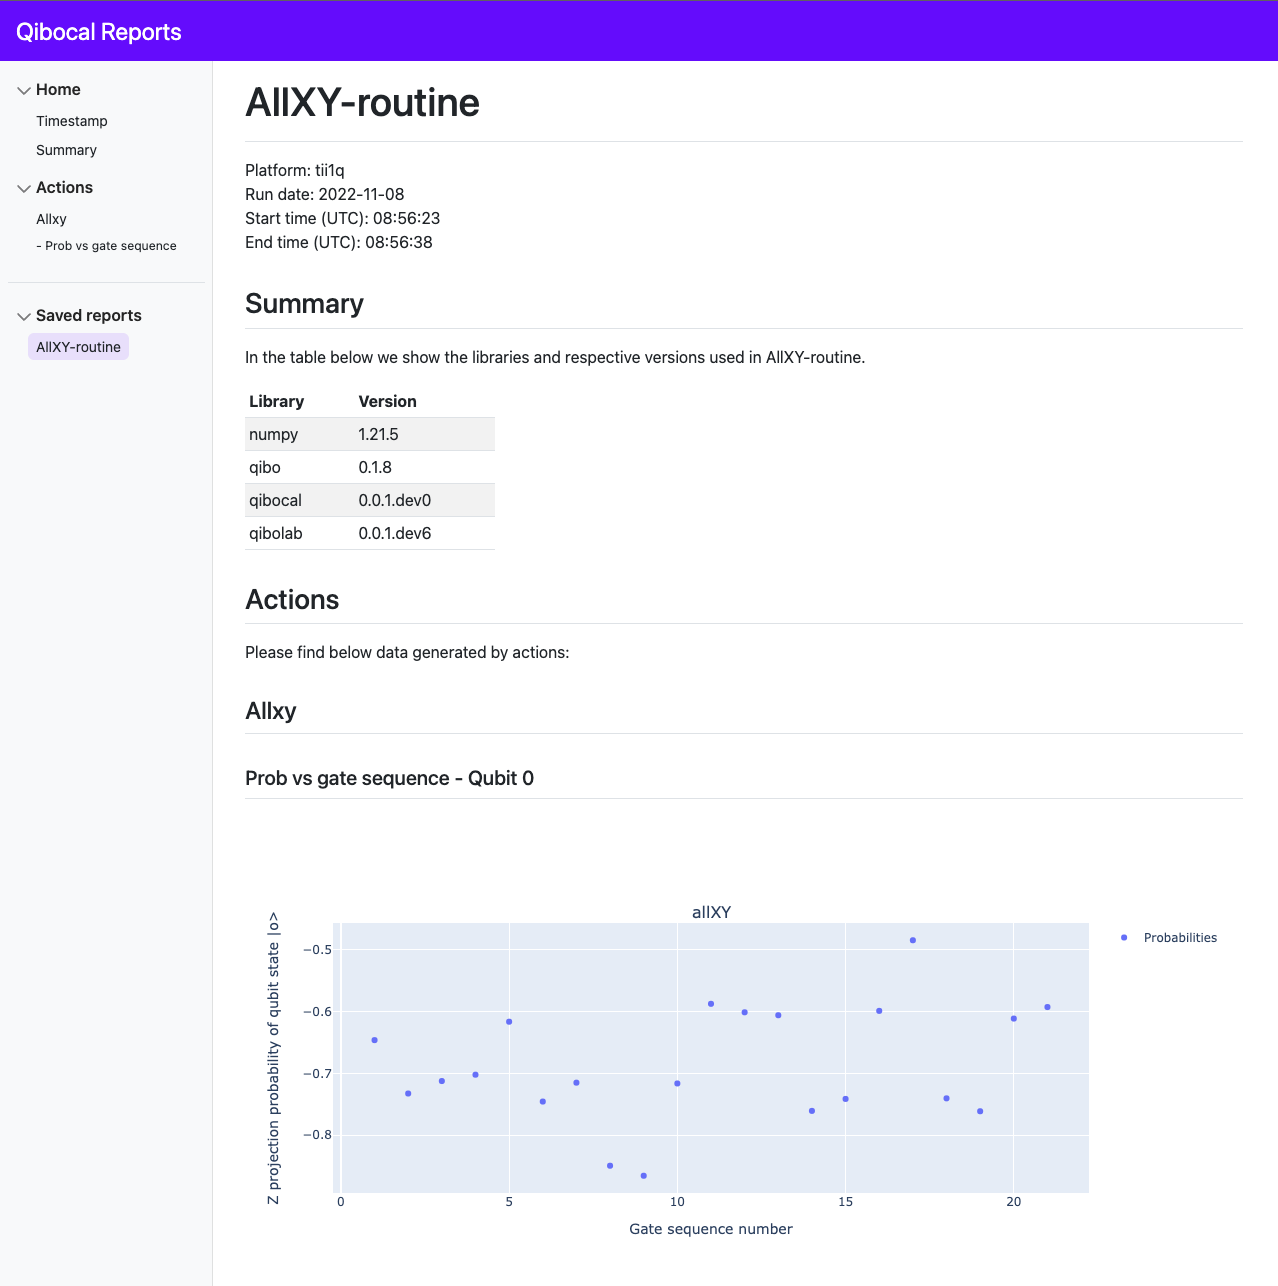 Qibocal Reports
Home
Timestamp
Summary
Actions
Allxy
- Prob vs gate sequence
Saved reports
AllXY-routine
AllXY-routine
Platform: tii1q
Run date: 2022-11-08
Start time (UTC): 08:56:23
End time (UTC): 08:56:38
Summary
In the table below we show the libraries and respective versions used in AllXY-routine.
Library Version
numpy 1.21.5
qibo 0.1.8
qibocal 0.0.1.dev0
qibolab 0.0.1.dev6
Actions
Please find below data generated by actions:
Allxy
Prob vs gate sequence - Qubit 0
allXY
Z projection probability of qubit state |o>
−0.5
−0.6
−0.7
−0.8
0 5 10 15 20
Gate sequence number
Probabilities